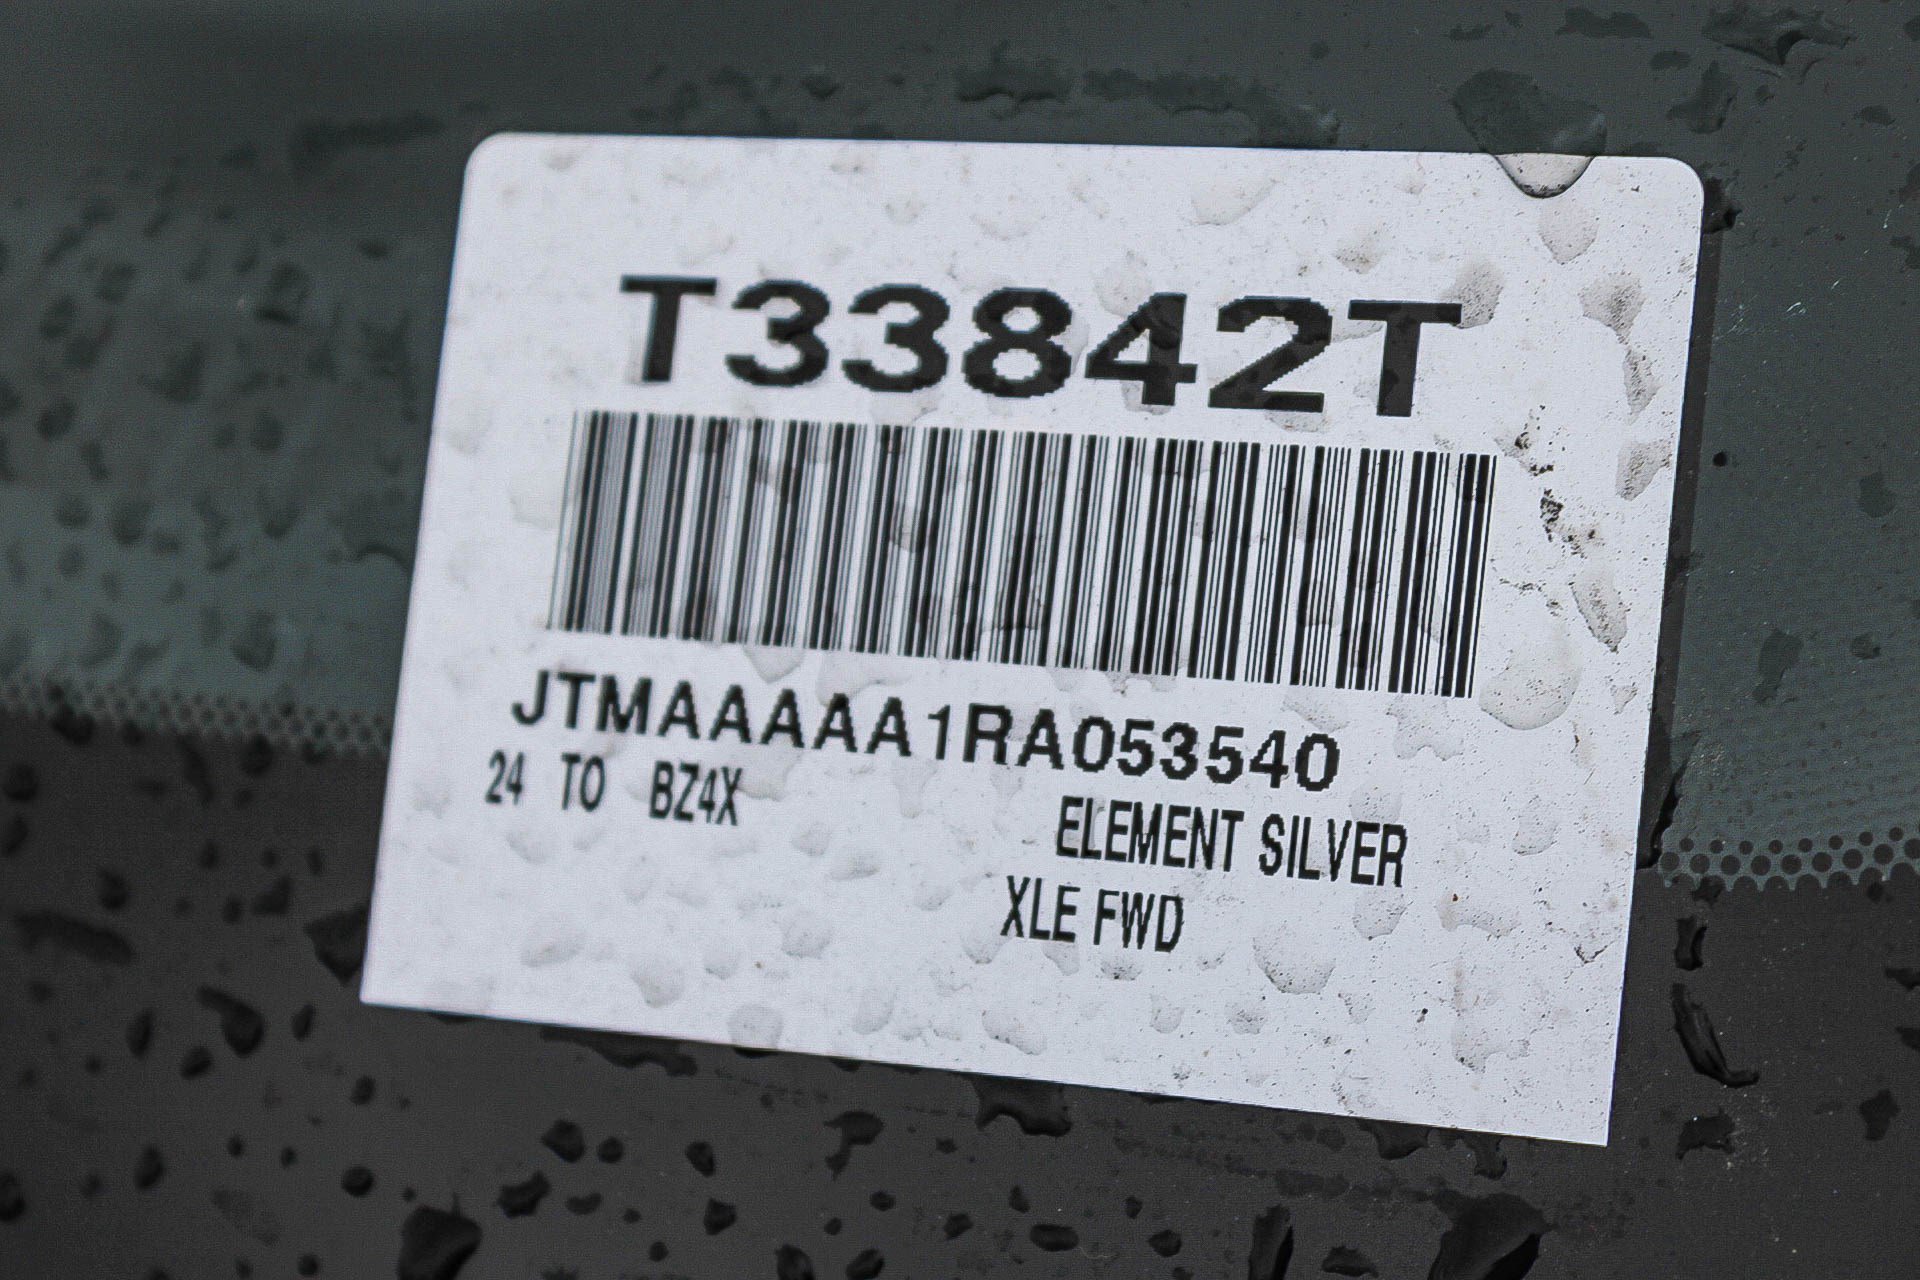 T33842T
JTMAAAAA1RA053540
24 TO BZ4X
ELEMENT SILVER
XLE FWD